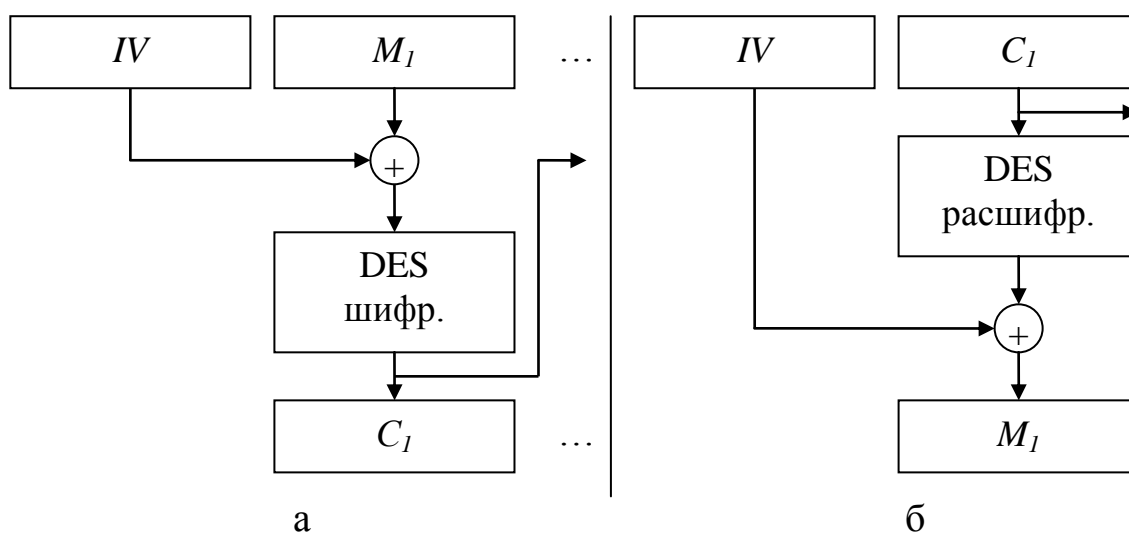 IV M₁ … IV C₁
+
DES
шифр.
DES
расшифр.
+
C₁ … M₁
а б